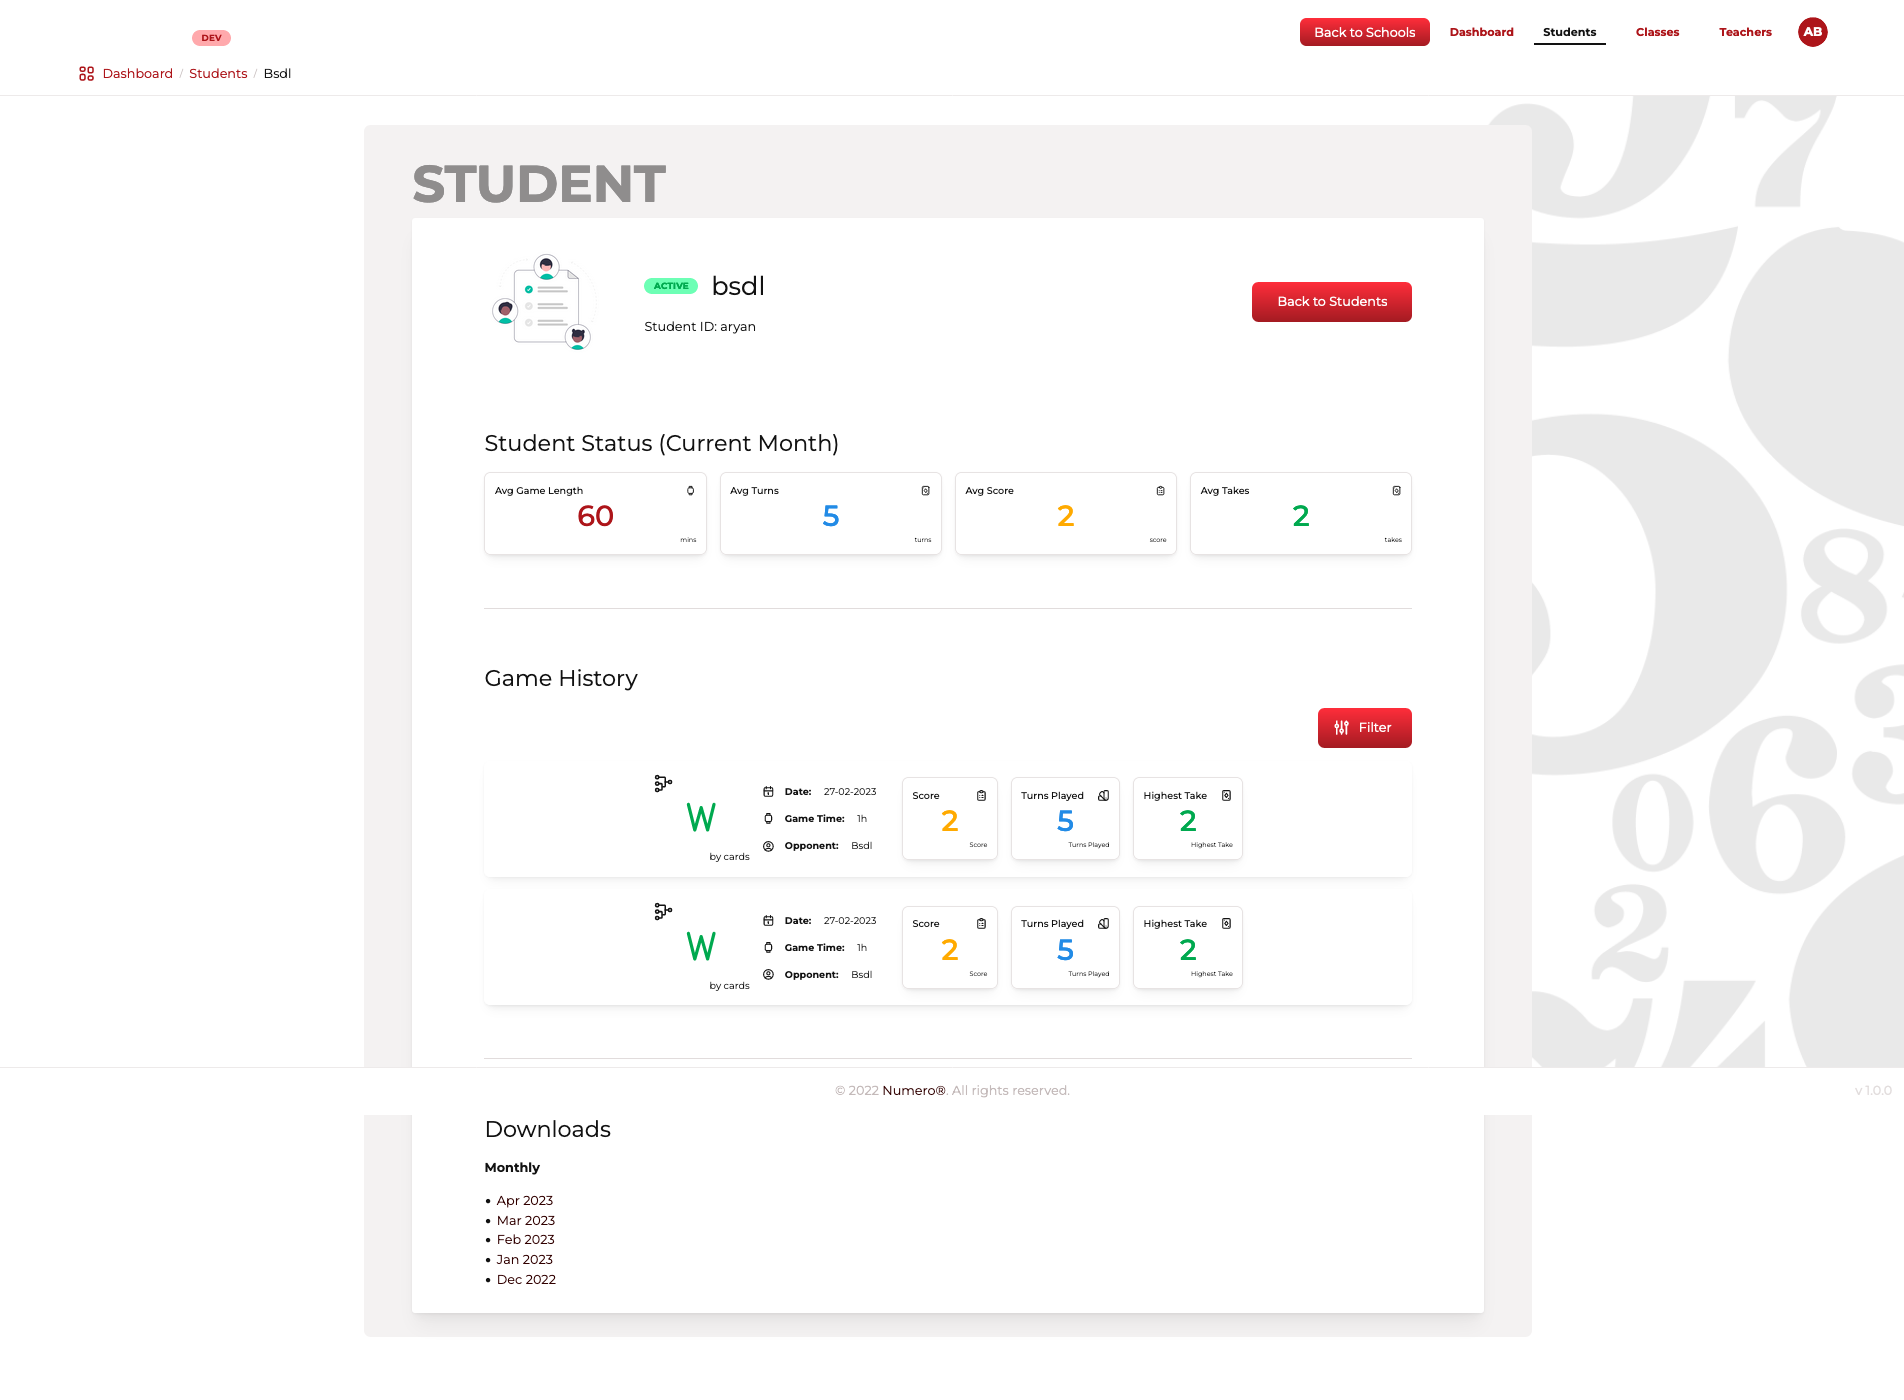 DEV
Back to Schools
Dashboard
Students
Classes
Teachers
AB
Dashboard / Students / Bsdl
STUDENT
ACTIVE bsdl
Student ID: aryan
Back to Students
Student Status (Current Month)
Avg Game Length
60
mins
Avg Turns
5
turns
Avg Score
2
score
Avg Takes
2
takes
Game History
Filter
W
by cards
Date: 27-02-2023
Game Time: 1h
Opponent: Bsdl
Score
2
Score
Turns Played
5
Turns Played
Highest Take
2
Highest Take
W
by cards
Date: 27-02-2023
Game Time: 1h
Opponent: Bsdl
Score
2
Score
Turns Played
5
Turns Played
Highest Take
2
Highest Take
© 2022 Numero®. All rights reserved.
v 1.0.0
Downloads
Monthly
• Apr 2023
• Mar 2023
• Feb 2023
• Jan 2023
• Dec 2022